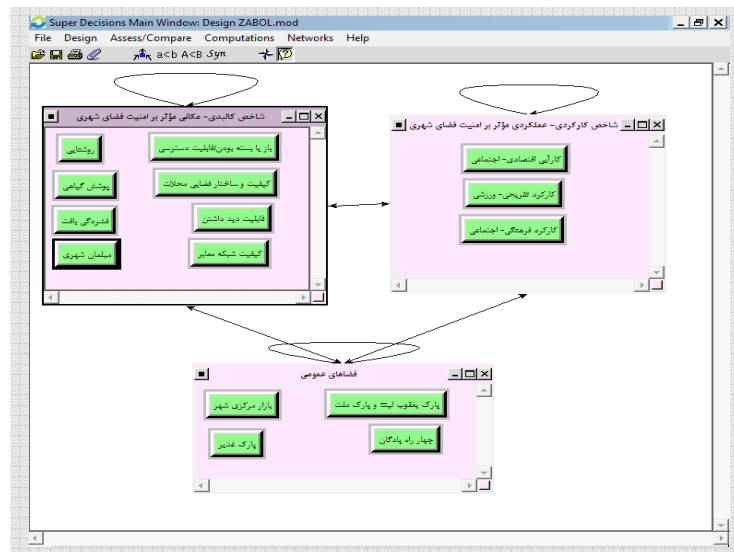 Super Decisions Main Window: Design ZABOL.mod
File Design Assess/Compare Computations Networks Help
a<b A<B Syn
شاخص کالبدی- مکانی مؤثر بر امنیت فضای شهری
روشنایی
باز یا بسته بودن/قابلیت دسترسی
پوشش گیاهی
کیفیت و ساختار فضایی محلات
فشردگی بافت
قابلیت دید داشتن
مبلمان شهری
کیفیت شبکه معابر
شاخص کارکردی- عملکردی مؤثر بر امنیت فضای شهری
کارآیی اقتصادی- اجتماعی
کارکرد تفریحی- ورزشی
کارکرد فرهنگی- اجتماعی
فضاهای عمومی
بازار مرکزی شهر
پارک یعقوب لیث و پارک ملت
پارک غدیر
چهار راه پادگان